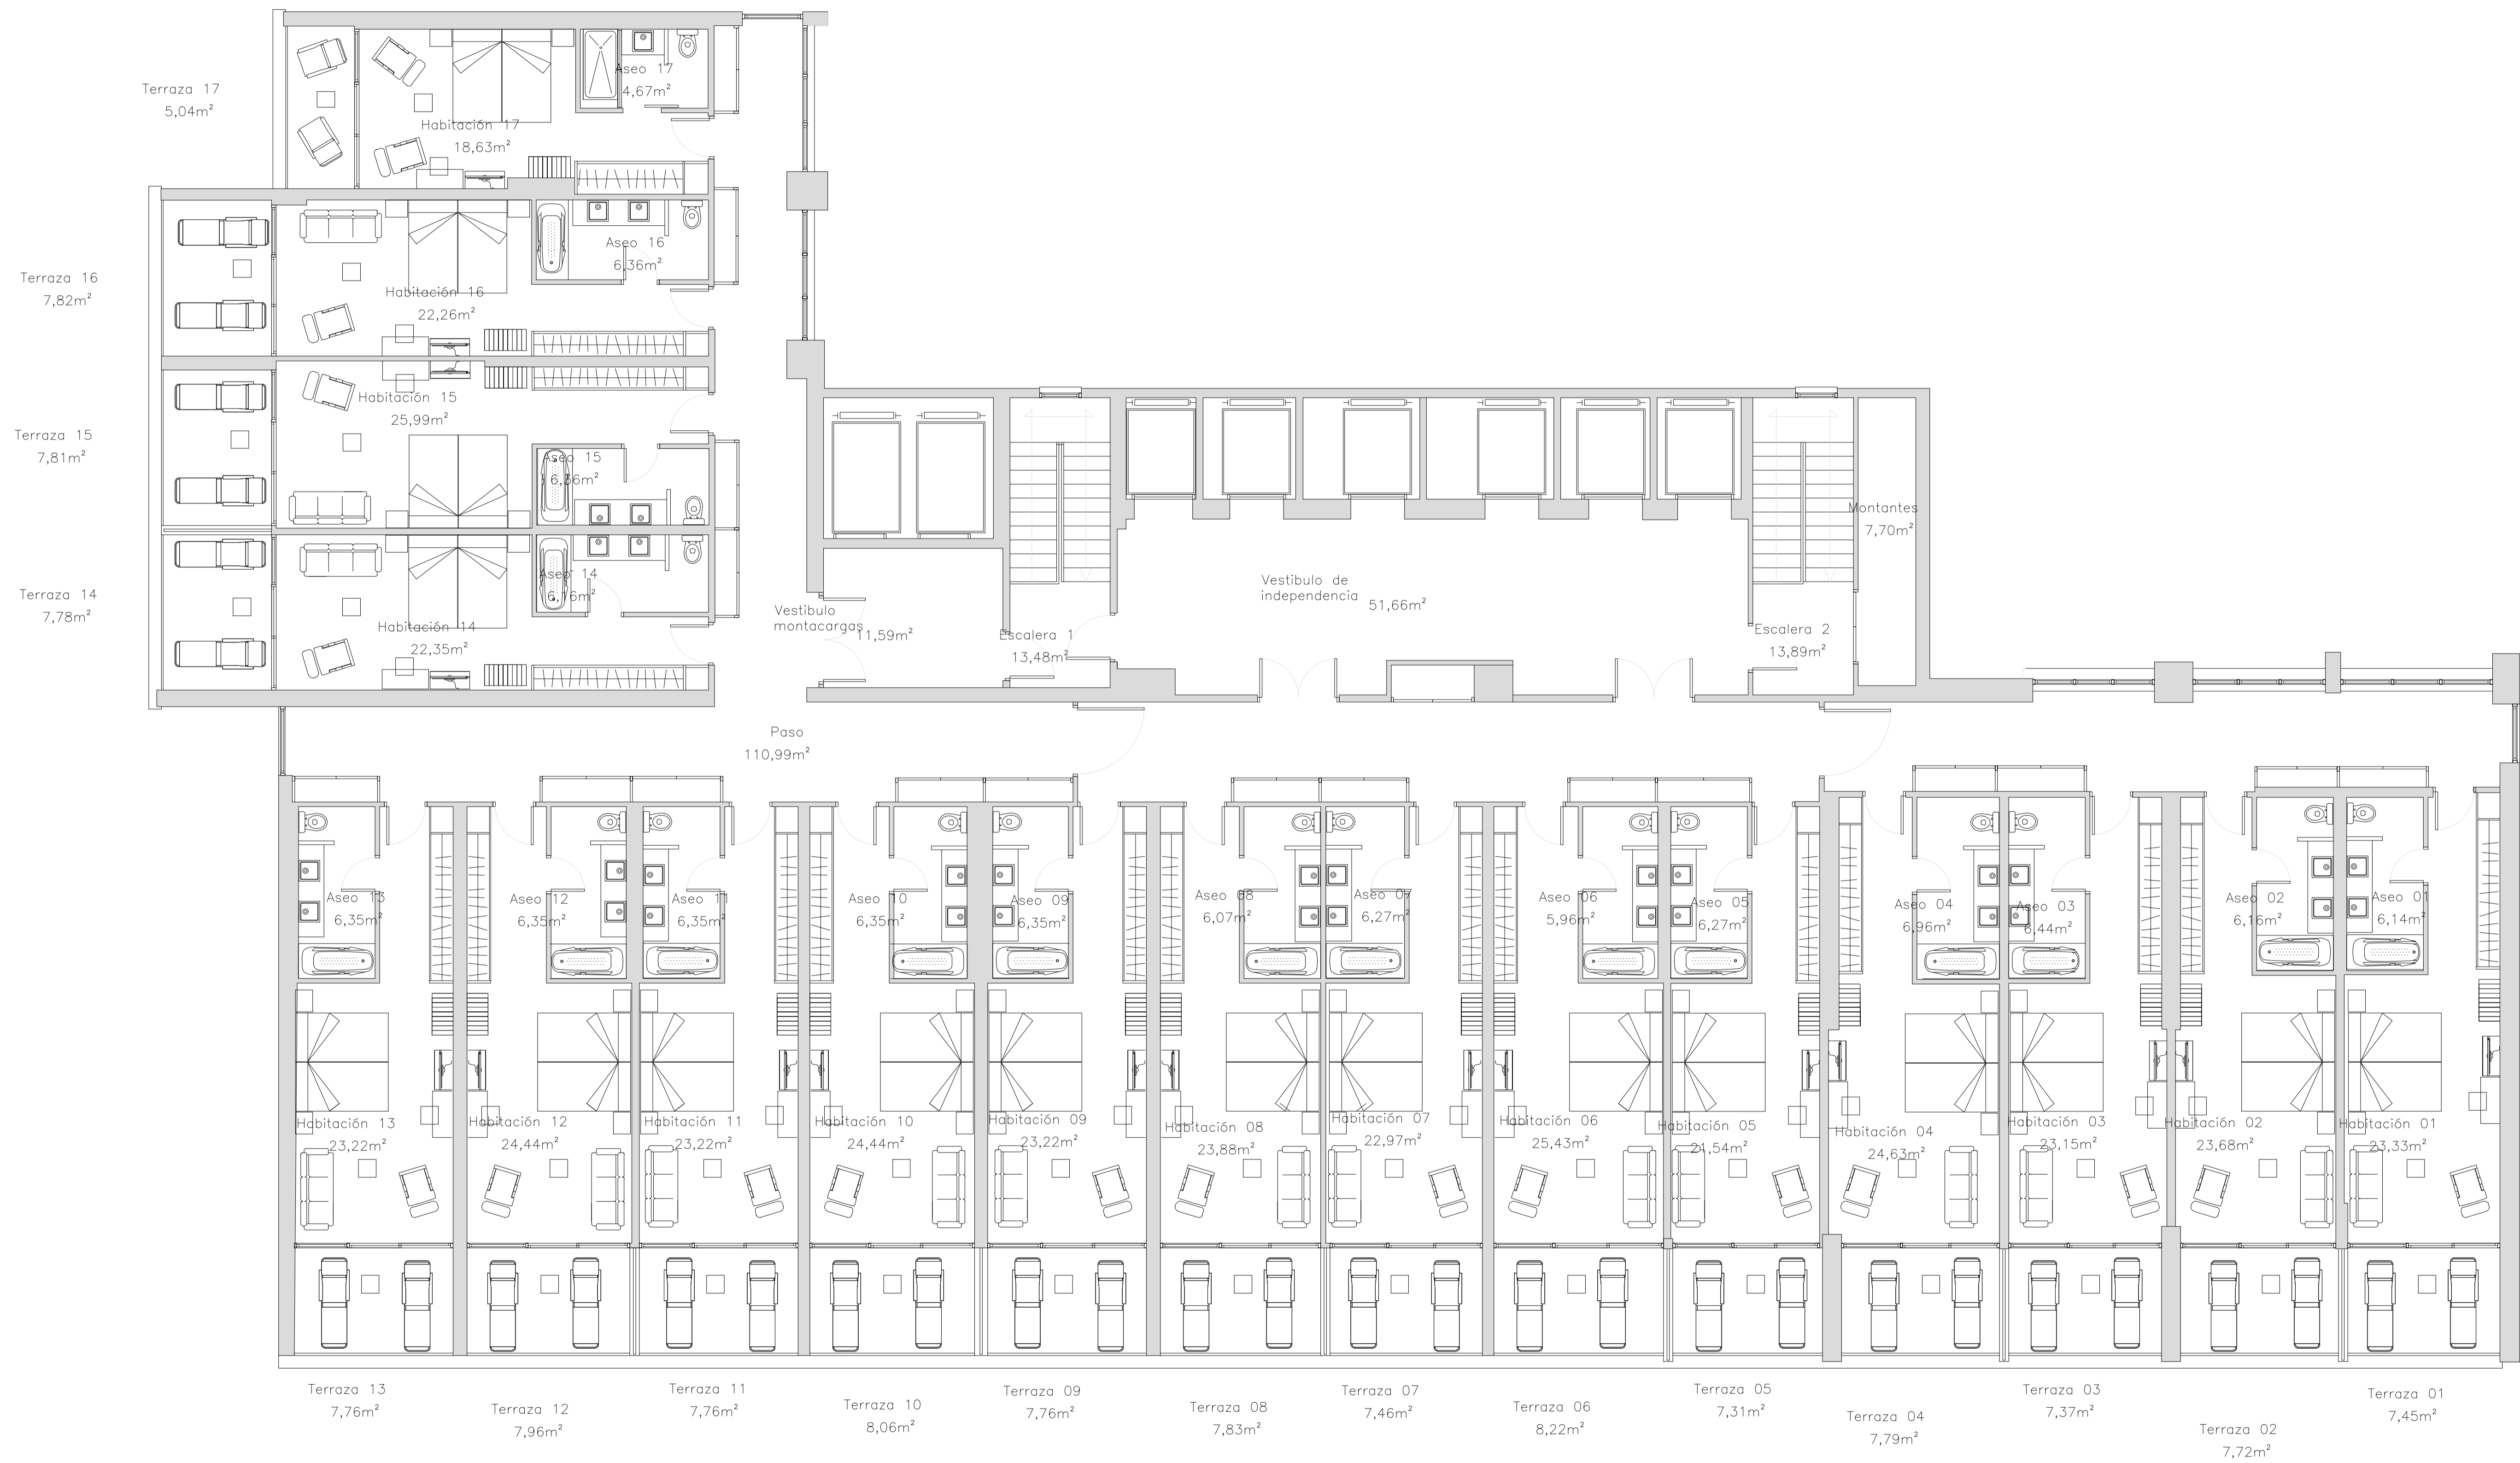 Terraza 17
5,04m²
Habitación 17
18,63m²
Aseo 17
4,67m²
Terraza 16
7,82m²
Habitación 16
22,26m²
Aseo 16
6,36m²
Terraza 15
7,81m²
Habitación 15
25,99m²
Aseo 15
6,36m²
Terraza 14
7,78m²
Habitación 14
22,35m²
Aseo 14
6,16m²
Vestibulo
montacargas
11,59m²
Escalera 1
13,48m²
Vestibulo de
independencia
51,66m²
Escalera 2
13,89m²
Montantes
7,70m²
Paso
110,99m²
Aseo 13
6,35m²
Aseo 12
6,35m²
Aseo 11
6,35m²
Aseo 10
6,35m²
Aseo 09
6,35m²
Aseo 08
6,07m²
Aseo 07
6,27m²
Aseo 06
5,96m²
Aseo 05
6,27m²
Aseo 04
6,96m²
Aseo 03
6,44m²
Aseo 02
6,16m²
Aseo 01
6,14m²
Habitación 13
23,22m²
Habitación 12
24,44m²
Habitación 11
23,22m²
Habitación 10
24,44m²
Habitación 09
23,22m²
Habitación 08
23,88m²
Habitación 07
22,97m²
Habitación 06
25,43m²
Habitación 05
21,54m²
Habitación 04
24,63m²
Habitación 03
23,15m²
Habitación 02
23,68m²
Habitación 01
23,33m²
Terraza 13
7,76m²
Terraza 12
7,96m²
Terraza 11
7,76m²
Terraza 10
8,06m²
Terraza 09
7,76m²
Terraza 08
7,83m²
Terraza 07
7,46m²
Terraza 06
8,22m²
Terraza 05
7,31m²
Terraza 04
7,79m²
Terraza 03
7,37m²
Terraza 02
7,72m²
Terraza 01
7,45m²